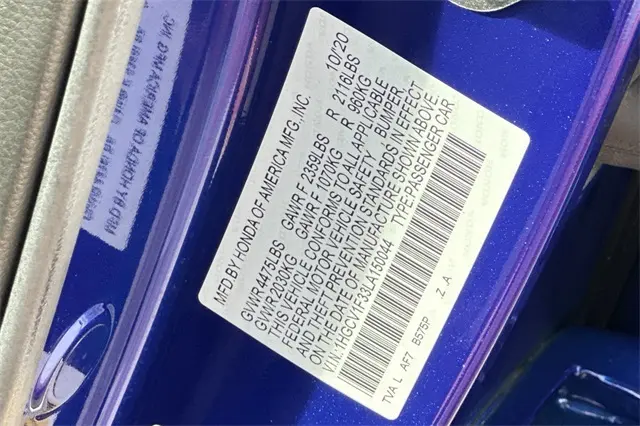 MFD BY HONDA OF AMERICA MFG., INC. 10/20
GVWR 4475LBS GAWR F 2359LBS R 2116LBS
GVWR 2030KG GAWR F 1070KG R 960KG
THIS VEHICLE CONFORMS TO ALL APPLICABLE
FEDERAL MOTOR VEHICLE SAFETY BUMPER,
AND THEFT PREVENTION STANDARDS IN EFFECT
ON THE DATE OF MANUFACTURE SHOWN ABOVE.
V.I.N.: 1HGCV1F33LA150044 TYPE:PASSENGER CAR
TVA L AF7 B575P Z.A